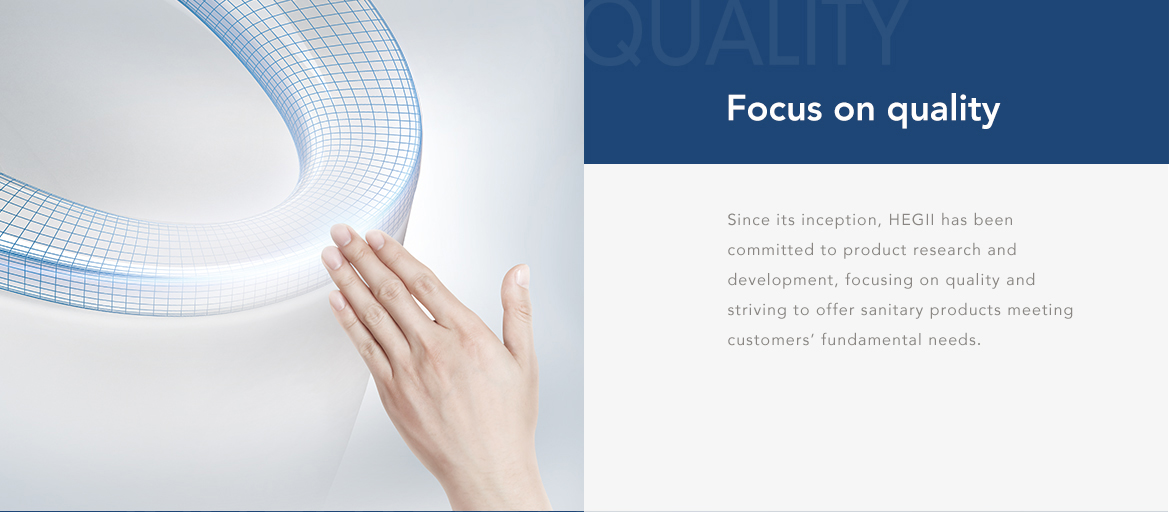 QUALITY
Focus on quality
Since its inception, HEGII has been
committed to product research and
development, focusing on quality and
striving to offer sanitary products meeting
customers’ fundamental needs.